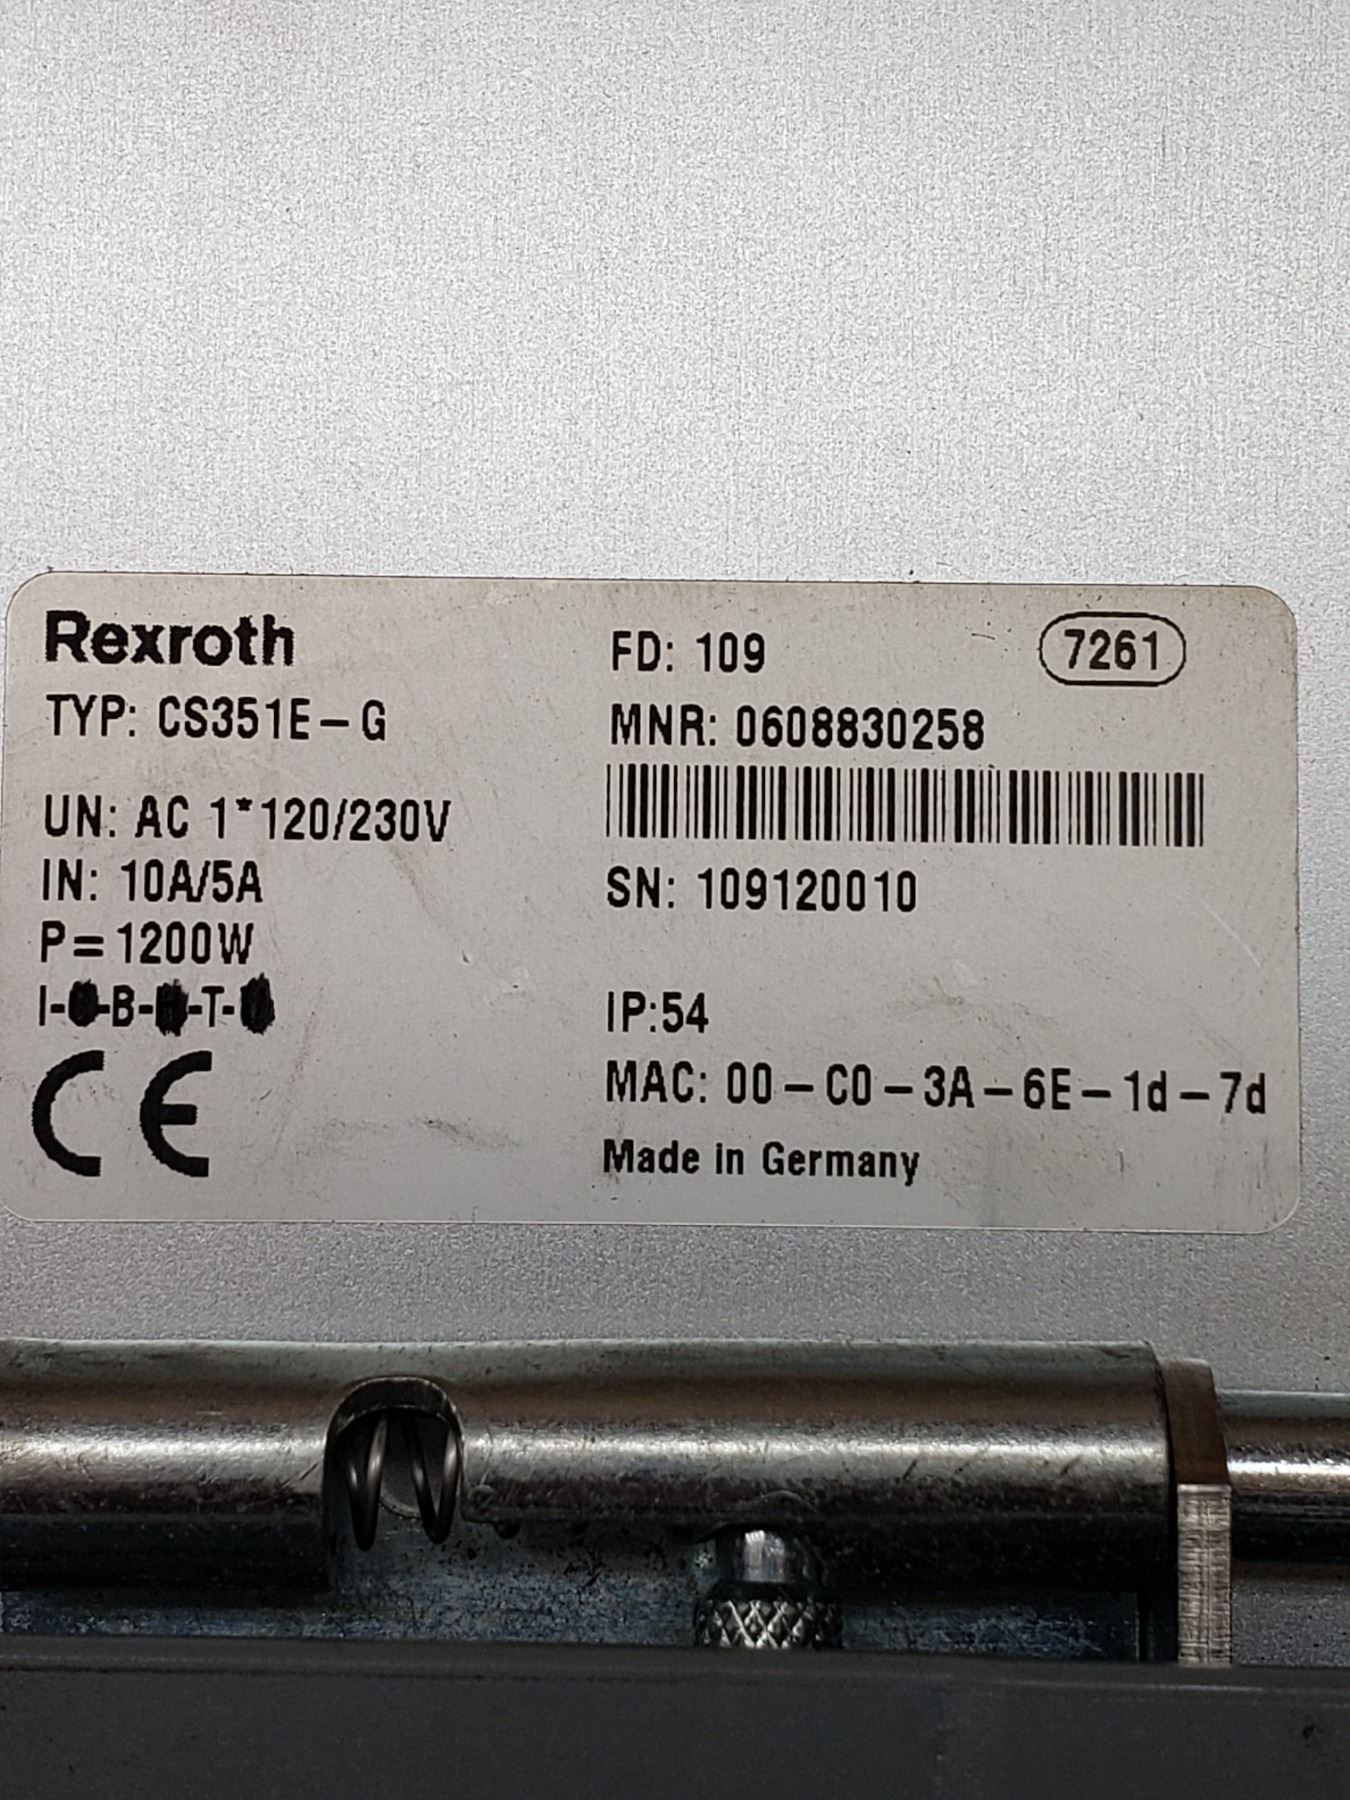 Rexroth
TYP: CS351E-G
UN: AC 1*120/230V
IN: 10A/5A
P=1200W
I- -B- -T-
CE
FD: 109
7261
MNR: 0608830258
SN: 109120010
IP:54
MAC: 00-C0-3A-6E-1d-7d
Made in Germany